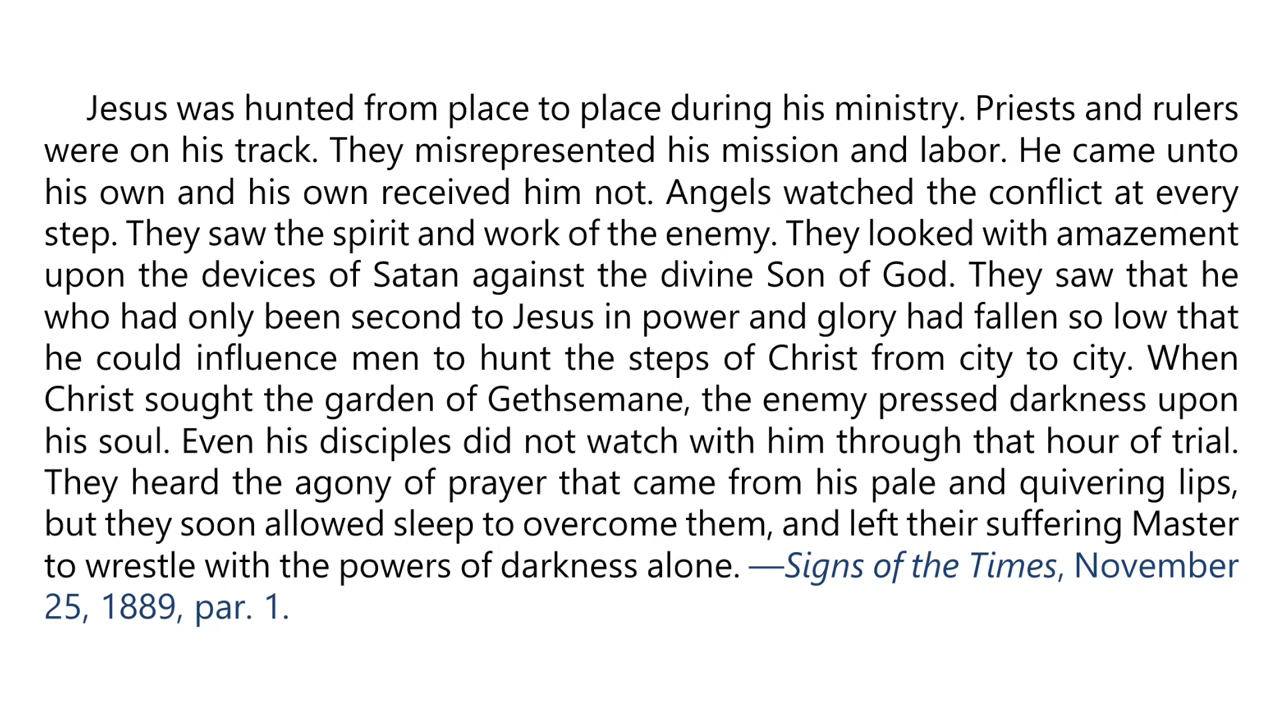 Jesus was hunted from place to place during his ministry. Priests and rulers
were on his track. They misrepresented his mission and labor. He came unto
his own and his own received him not. Angels watched the conflict at every
step. They saw the spirit and work of the enemy. They looked with amazement
upon the devices of Satan against the divine Son of God. They saw that he
who had only been second to Jesus in power and glory had fallen so low that
he could influence men to hunt the steps of Christ from city to city. When
Christ sought the garden of Gethsemane, the enemy pressed darkness upon
his soul. Even his disciples did not watch with him through that hour of trial.
They heard the agony of prayer that came from his pale and quivering lips,
but they soon allowed sleep to overcome them, and left their suffering Master
to wrestle with the powers of darkness alone. —Signs of the Times, November
25, 1889, par. 1.